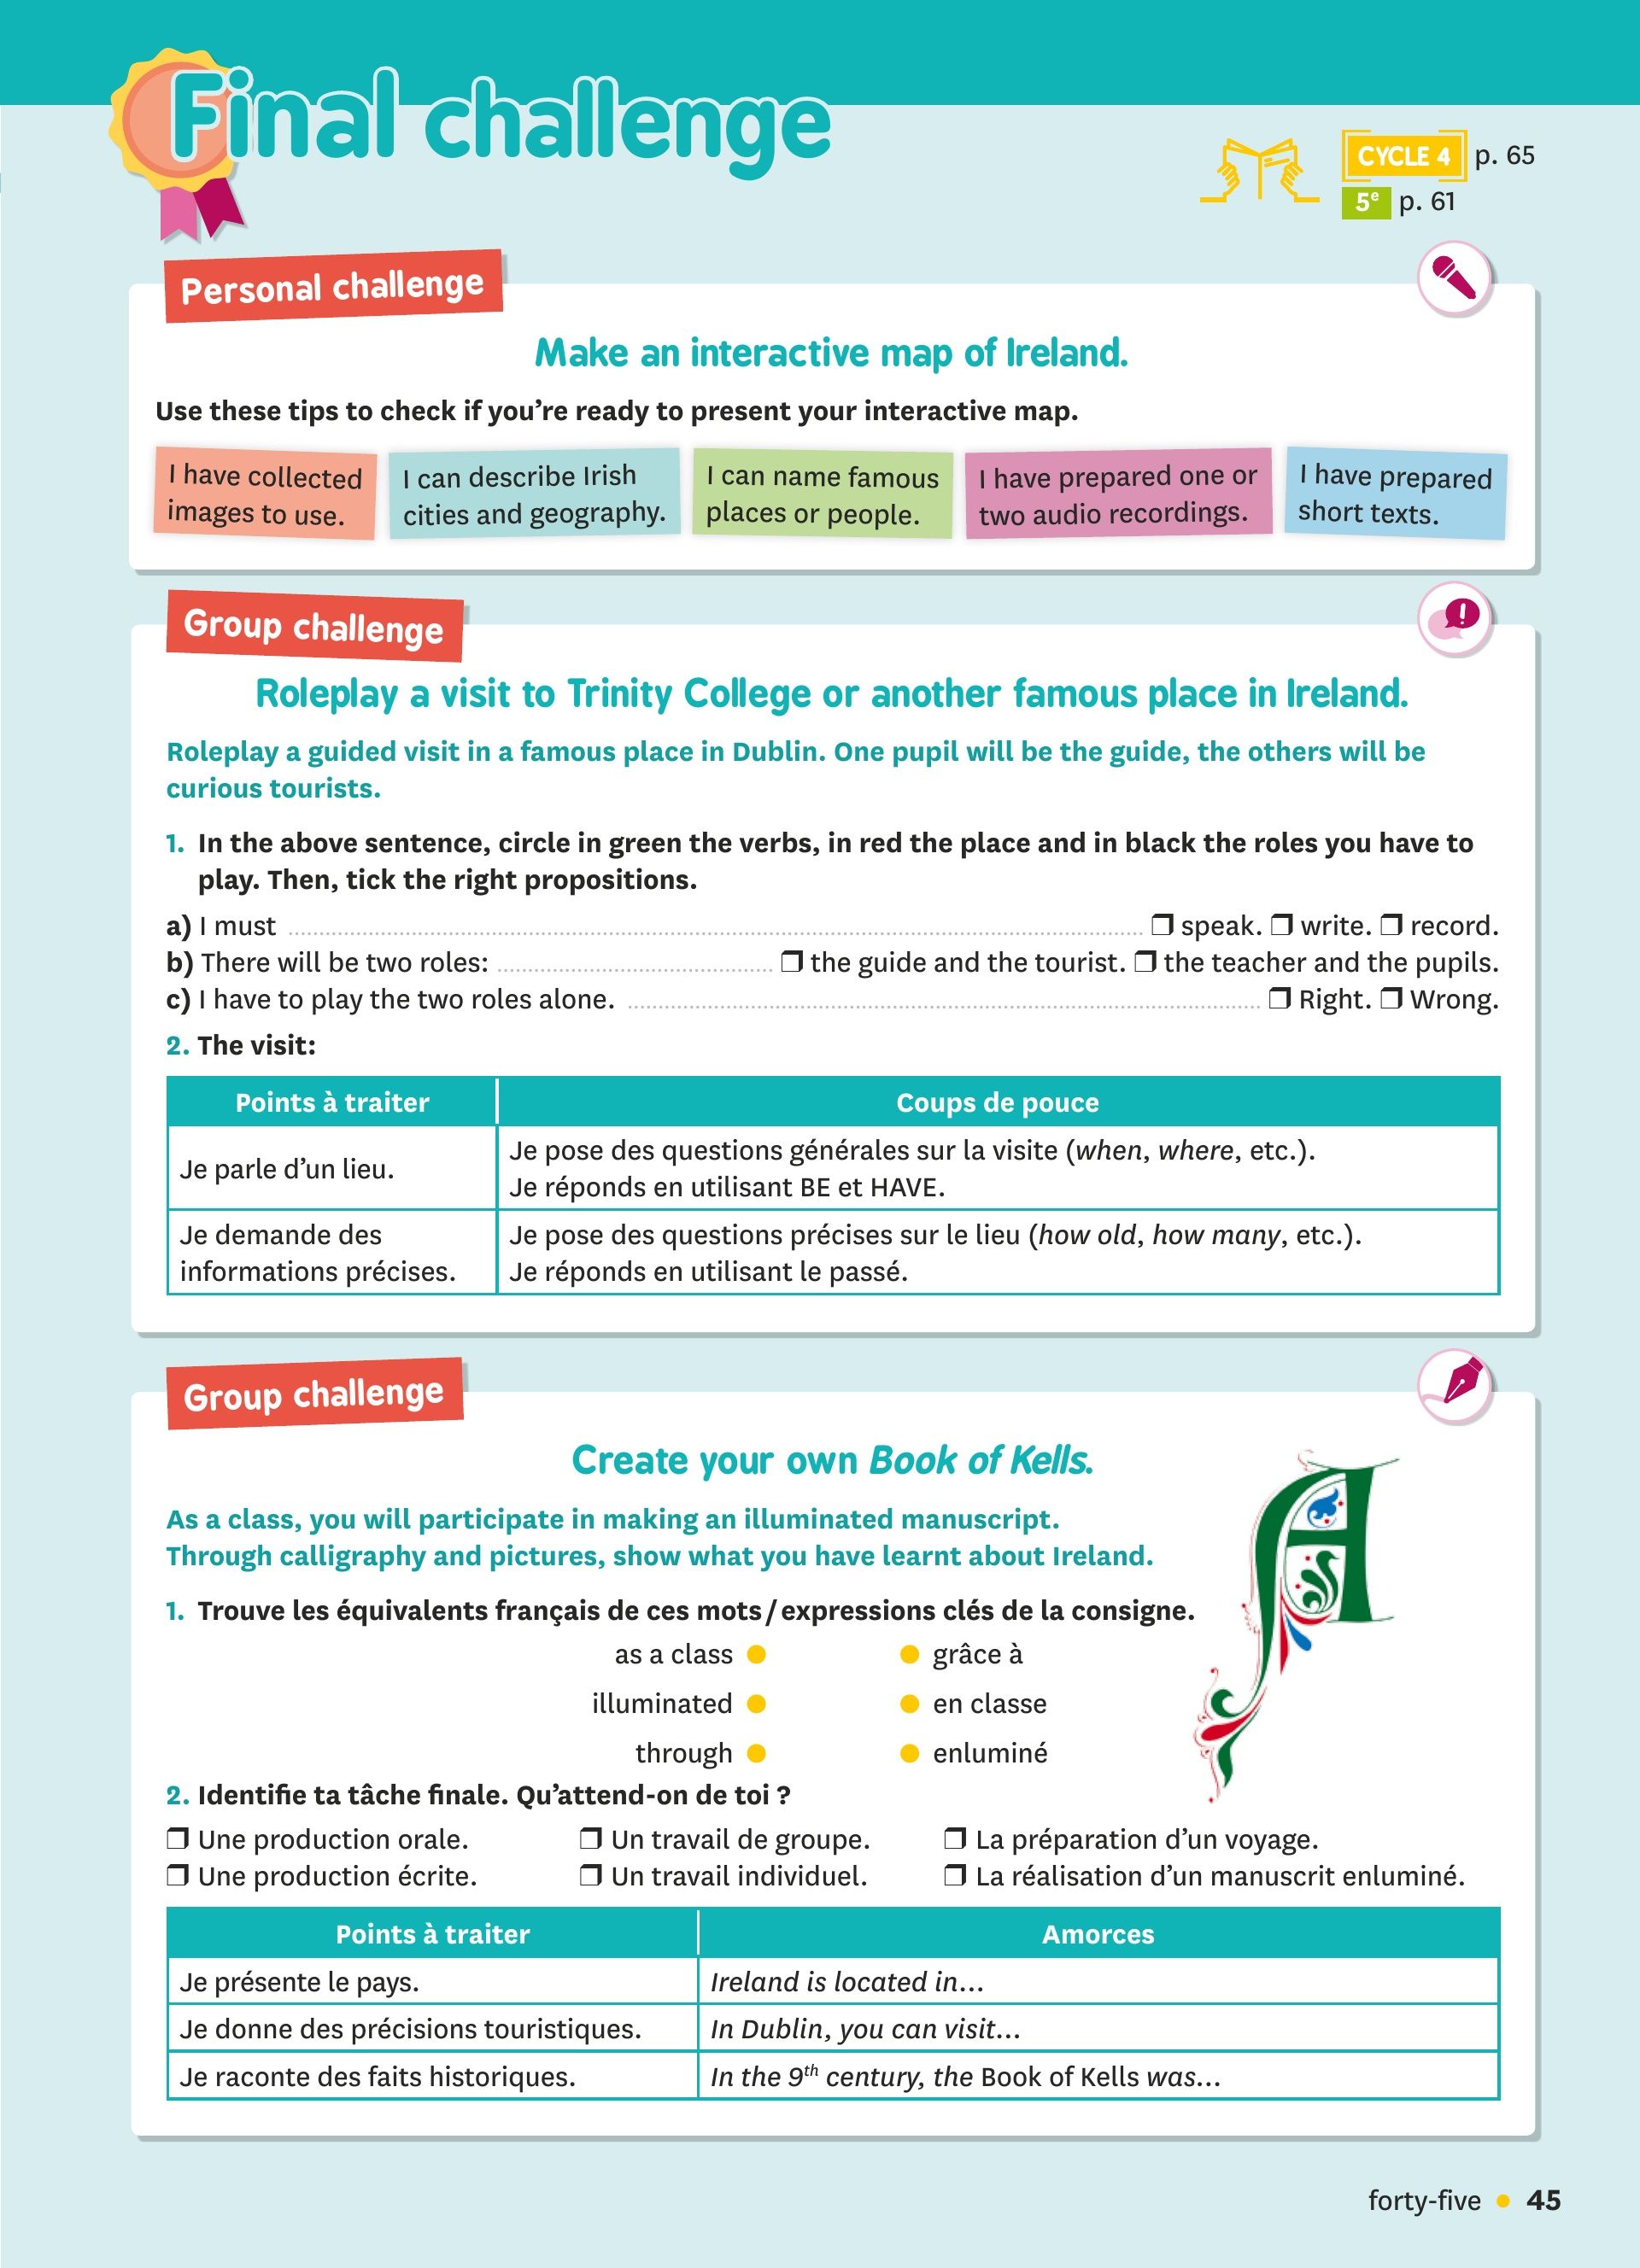 Final challenge
CYCLE 4 p. 65
5e p. 61
Personal challenge
Make an interactive map of Ireland.
Use these tips to check if you're ready to present your interactive map.
I have collected
images to use.
I can describe Irish
cities and geography.
I can name famous
places or people.
I have prepared one or
two audio recordings.
I have prepared
short texts.
Group challenge
Roleplay a visit to Trinity College or another famous place in Ireland.
Roleplay a guided visit in a famous place in Dublin. One pupil will be the guide, the others will be
curious tourists.
1. In the above sentence, circle in green the verbs, in red the place and in black the roles you have to
play. Then, tick the right propositions.
a) I must ........ ❒ speak. ❒ write. ❒ record.
b) There will be two roles: ........ ❒ the guide and the tourist. ❒ the teacher and the pupils.
c) I have to play the two roles alone. ........ ❒ Right. ❒ Wrong.
2. The visit:
Points à traiter Coups de pouce
Je parle d'un lieu.
Je pose des questions générales sur la visite (when, where, etc.).
Je réponds en utilisant BE et HAVE.
Je demande des
informations précises.
Je pose des questions précises sur le lieu (how old, how many, etc.).
Je réponds en utilisant le passé.
Group challenge
Create your own Book of Kells.
As a class, you will participate in making an illuminated manuscript.
Through calligraphy and pictures, show what you have learnt about Ireland.
A
1. Trouve les équivalents français de ces mots/expressions clés de la consigne.
as a class ● ● grâce à
illuminated ● ● en classe
through ● ● enluminé
2. Identifie ta tâche finale. Qu'attend-on de toi ?
❒ Une production orale. ❒ Un travail de groupe. ❒ La préparation d'un voyage.
❒ Une production écrite. ❒ Un travail individuel. ❒ La réalisation d'un manuscrit enluminé.
Points à traiter Amorces
Je présente le pays. Ireland is located in...
Je donne des précisions touristiques. In Dublin, you can visit...
Je raconte des faits historiques. In the 9th century, the Book of Kells was...
forty-five ● 45